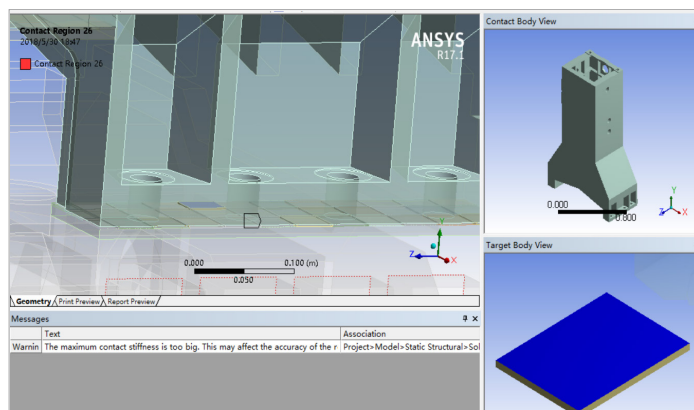 Contact Region 26
2018/5/30 18:47
Contact Region 26
ANSYS
R17.1
0.000
0.100 (m)
0.050
Z
Y
X
Geometry Print Preview Report Preview
Messages
Text Association
Warnin The maximum contact stiffness is too big. This may affect the accuracy of the r Project>Model>Static Structural>Sol
Contact Body View
0.000
0.800
Y
Z
X
Target Body View